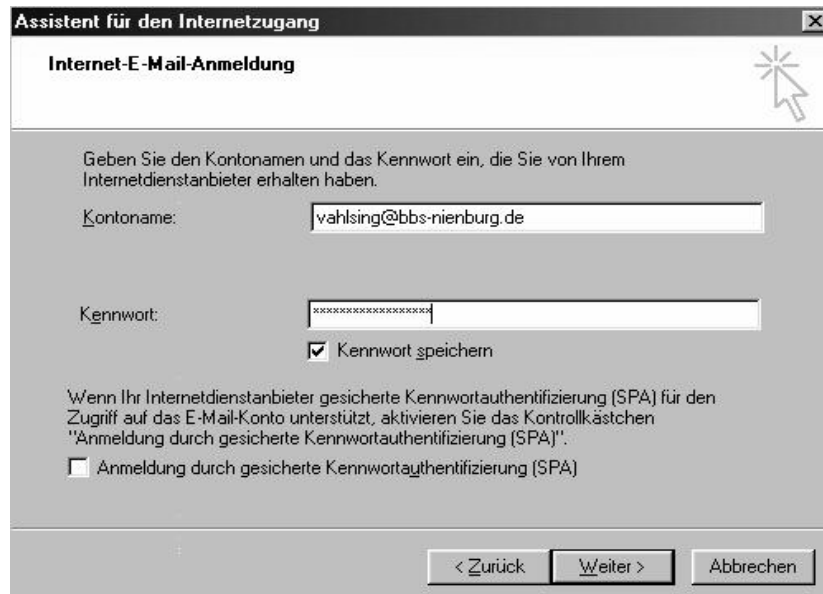 Assistent für den Internetzugang
Internet-E-Mail-Anmeldung
Geben Sie den Kontonamen und das Kennwort ein, die Sie von Ihrem
Internetdienstanbieter erhalten haben.
Kontoname: vahlsing@bbs-nienburg.de
Kennwort: ******************
Kennwort speichern
Wenn Ihr Internetdienstanbieter gesicherte Kennwortauthentifizierung (SPA) für den
Zugriff auf das E-Mail-Konto unterstützt, aktivieren Sie das Kontrollkästchen
"Anmeldung durch gesicherte Kennwortauthentifizierung (SPA)".
Anmeldung durch gesicherte Kennwortauthentifizierung (SPA)
< Zurück Weiter > Abbrechen